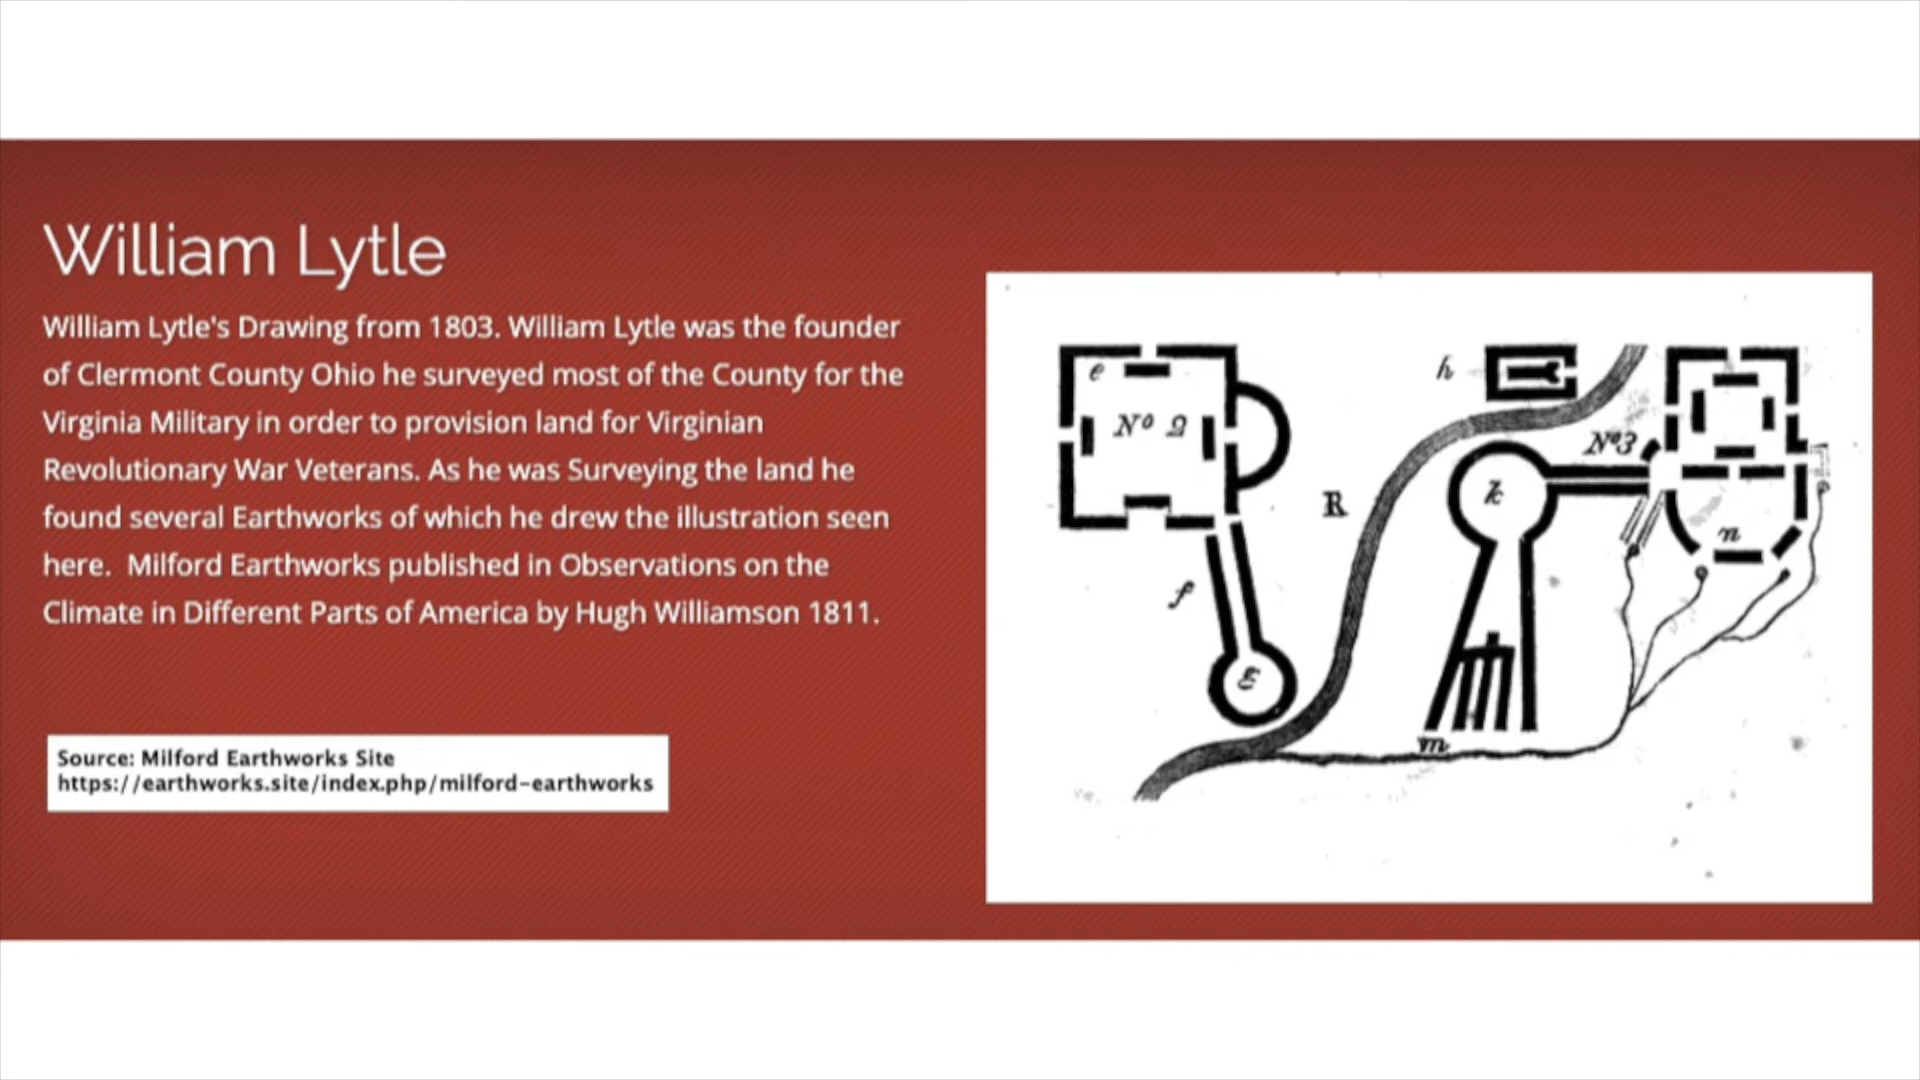 William Lytle
William Lytle's Drawing from 1803. William Lytle was the founder
of Clermont County Ohio he surveyed most of the County for the
Virginia Military in order to provision land for Virginian
Revolutionary War Veterans. As he was Surveying the land he
found several Earthworks of which he drew the illustration seen
here.  Milford Earthworks published in Observations on the
Climate in Different Parts of America by Hugh Williamson 1811.
Source: Milford Earthworks Site
https://earthworks.site/index.php/milford-earthworks
e
h
Nº 2
Nº3
R
k
n
f
g
m